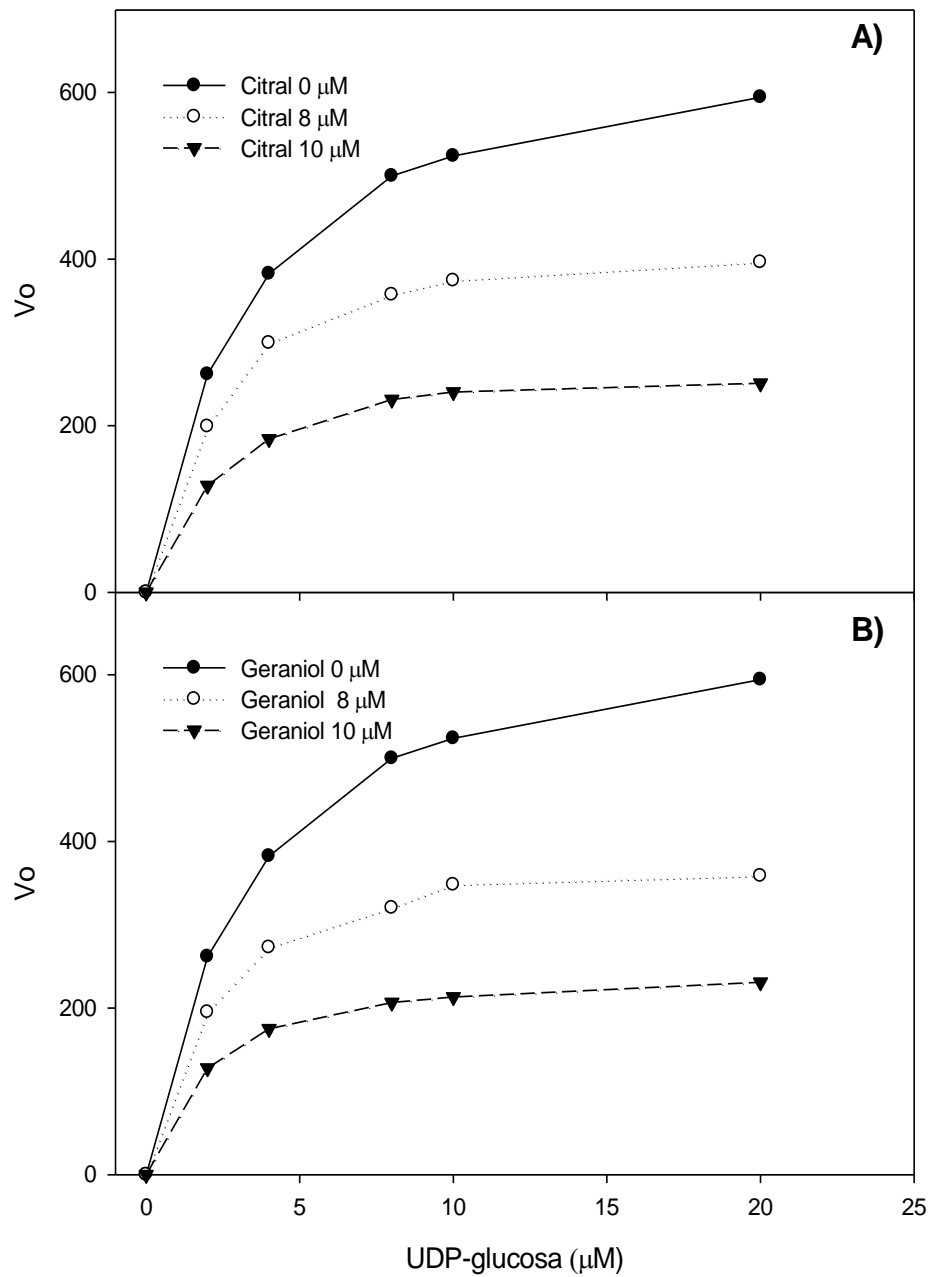 A)
Citral 0 μM
Citral 8 μM
Citral 10 μM
600
400
200
0
Vo
B)
Geraniol 0 μM
Geraniol 8 μM
Geraniol 10 μM
600
400
200
0
Vo
0 5 10 15 20 25
UDP-glucosa (μM)